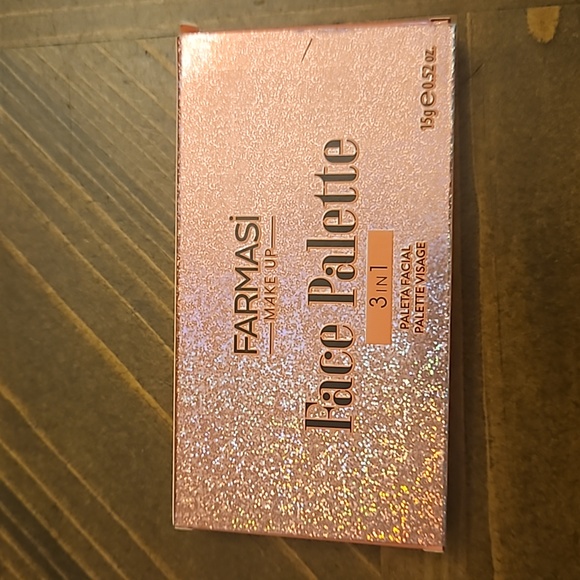 FARMASi
MAKE UP
Face Palette
3 IN 1
PALETA FACIAL
PALETTE VISAGE
15g e 0.52 oz.